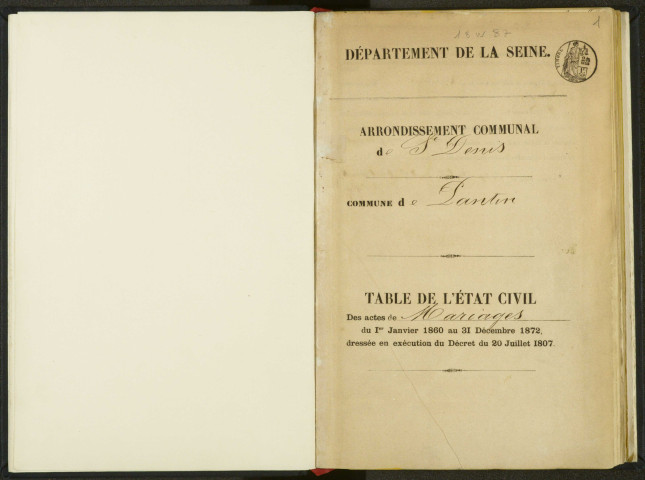 1
DÉPARTEMENT DE LA SEINE.
ARRONDISSEMENT COMMUNAL
de St Denis
COMMUNE de Pantin
TABLE DE L'ÉTAT CIVIL
Des actes de Mariages
du 1er Janvier 1860 au 31 Décembre 1872,
dressée en exécution du Décret du 20 Juillet 1807.